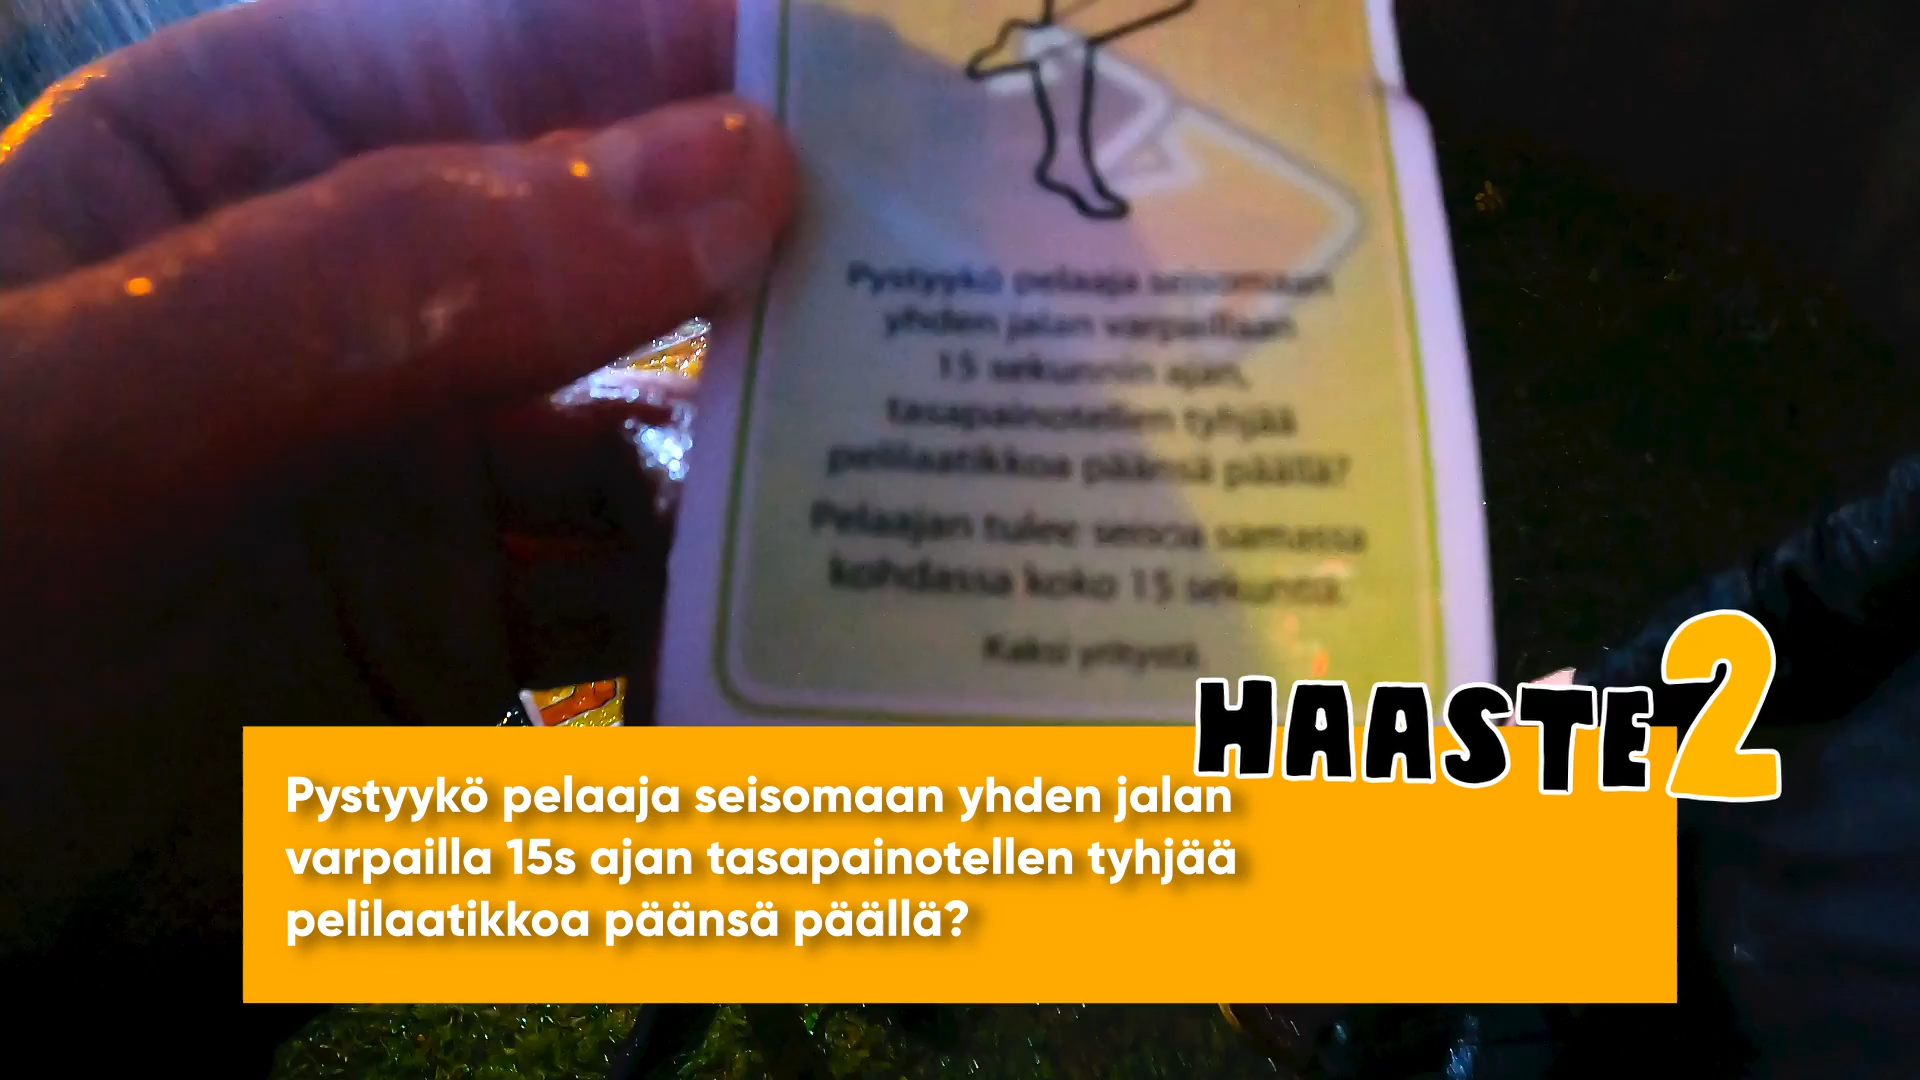 Pystyykö pelaaja seisomaan
yhden jalan varpaillaan
15 sekunnin ajan,
tasapainotellen tyhjää
pelilaatikkoa päänsä päällä?
Pelaajan tulee seisoa samassa
kohdassa koko 15 sekuntia.
Kaksi yritystä.
HAASTE 2
Pystyykö pelaaja seisomaan yhden jalan
varpailla 15s ajan tasapainotellen tyhjää
pelilaatikkoa päänsä päällä?